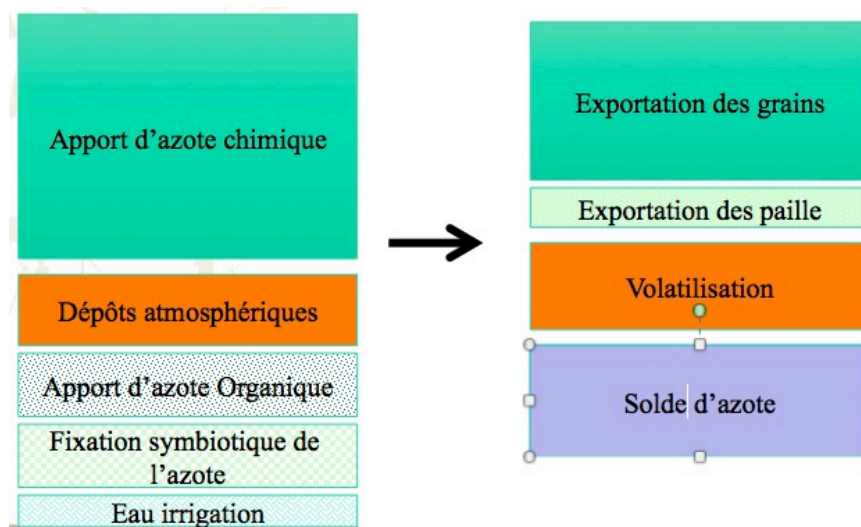 Apport d'azote chimique
Dépôts atmosphériques
Apport d'azote Organique
Fixation symbiotique de
l'azote
Eau irrigation
Exportation des grains
Exportation des paille
Volatilisation
Solde d'azote